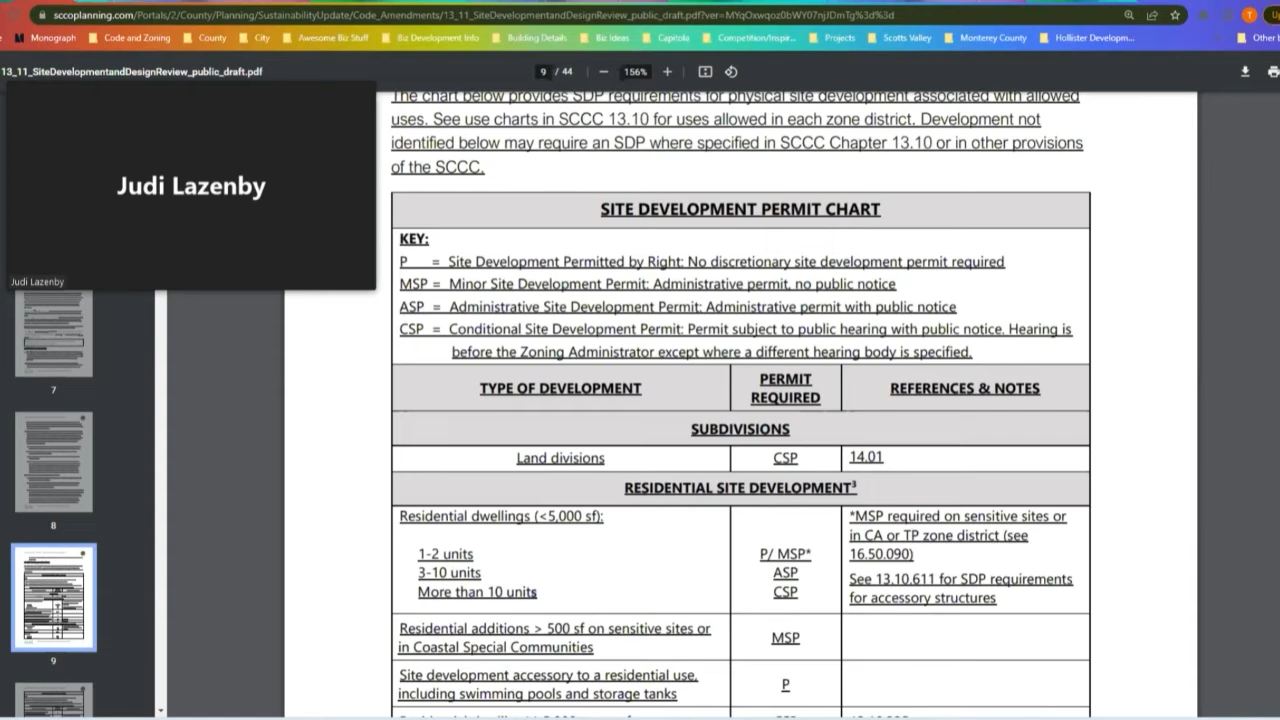 sccoplanning.com/Portals/2/County/Planning/SustainabilityUpdate/Code_Amendments/13_11_SiteDevelopmentandDesignReview_public_draft.pdf?ver=MYqOxwqoz0bWY07njJDmTg%3d%3d
Monograph Code and Zoning County City Awesome Biz Stuff Biz Development Info Building Details Biz Ideas Capitola Competition/Inspir... Projects Scotts Valley Monterey County Hollister Developm... Other b
13_11_SiteDevelopmentandDesignReview_public_draft.pdf 9 / 44 − 156% +
Judi Lazenby
Judi Lazenby
7
8
9
The chart below provides SDP requirements for physical site development associated with allowed
uses. See use charts in SCCC 13.10 for uses allowed in each zone district. Development not
identified below may require an SDP where specified in SCCC Chapter 13.10 or in other provisions
of the SCCC.
SITE DEVELOPMENT PERMIT CHART
KEY:
P = Site Development Permitted by Right: No discretionary site development permit required
MSP = Minor Site Development Permit: Administrative permit, no public notice
ASP = Administrative Site Development Permit: Administrative permit with public notice
CSP = Conditional Site Development Permit: Permit subject to public hearing with public notice. Hearing is
before the Zoning Administrator except where a different hearing body is specified.
TYPE OF DEVELOPMENT PERMIT REQUIRED REFERENCES & NOTES
SUBDIVISIONS
Land divisions CSP 14.01
RESIDENTIAL SITE DEVELOPMENT³
Residential dwellings (<5,000 sf):
1-2 units P/ MSP*
3-10 units ASP
More than 10 units CSP
*MSP required on sensitive sites or
in CA or TP zone district (see
16.50.090)
See 13.10.611 for SDP requirements
for accessory structures
Residential additions > 500 sf on sensitive sites or
in Coastal Special Communities
MSP
Site development accessory to a residential use,
including swimming pools and storage tanks
P